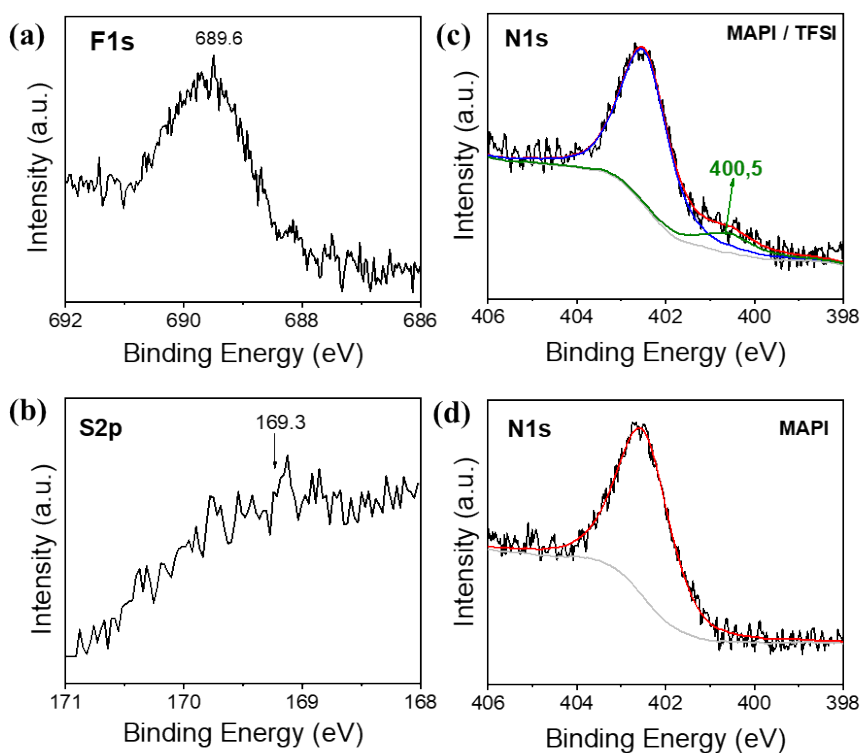 (a)
F1s
689.6
Intensity (a.u.)
692 690 688 686
Binding Energy (eV)
(c)
N1s
MAPI / TFSI
400,5
Intensity (a.u.)
406 404 402 400 398
Binding Energy (eV)
(b)
S2p
169.3
Intensity (a.u.)
171 170 169 168
Binding Energy (eV)
(d)
N1s
MAPI
Intensity (a.u.)
406 404 402 400 398
Binding Energy (eV)